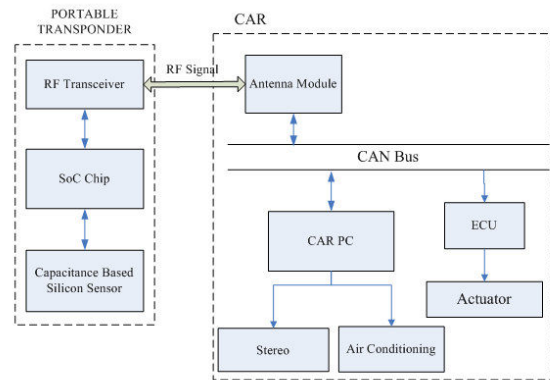 PORTABLE
TRANSPONDER
CAR
RF Transceiver
RF Signal
Antenna Module
CAN Bus
SoC Chip
CAR PC
ECU
Capacitance Based
Silicon Sensor
Actuator
Stereo
Air Conditioning